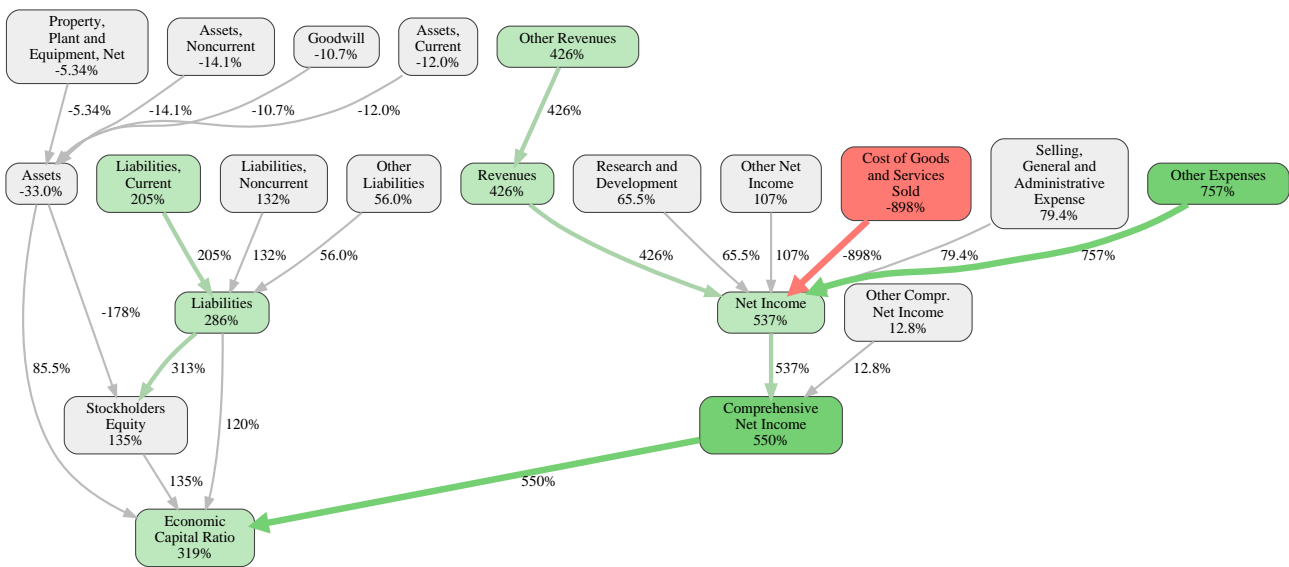 Property,
Plant and
Equipment, Net
-5.34%
Assets,
Noncurrent
-14.1%
Goodwill
-10.7%
Assets,
Current
-12.0%
Other Revenues
426%
-5.34%
-14.1%
-10.7%
-12.0%
426%
Assets
-33.0%
Liabilities,
Current
205%
Liabilities,
Noncurrent
132%
Other
Liabilities
56.0%
Revenues
426%
Research and
Development
65.5%
Other Net
Income
107%
Cost of Goods
and Services
Sold
-898%
Selling,
General and
Administrative
Expense
79.4%
Other Expenses
757%
205%
132%
56.0%
426%
65.5%
107%
-898%
79.4%
757%
Liabilities
286%
Net Income
537%
Other Compr.
Net Income
12.8%
-178%
85.5%
313%
120%
537%
12.8%
Stockholders
Equity
135%
Comprehensive
Net Income
550%
135%
550%
Economic
Capital Ratio
319%